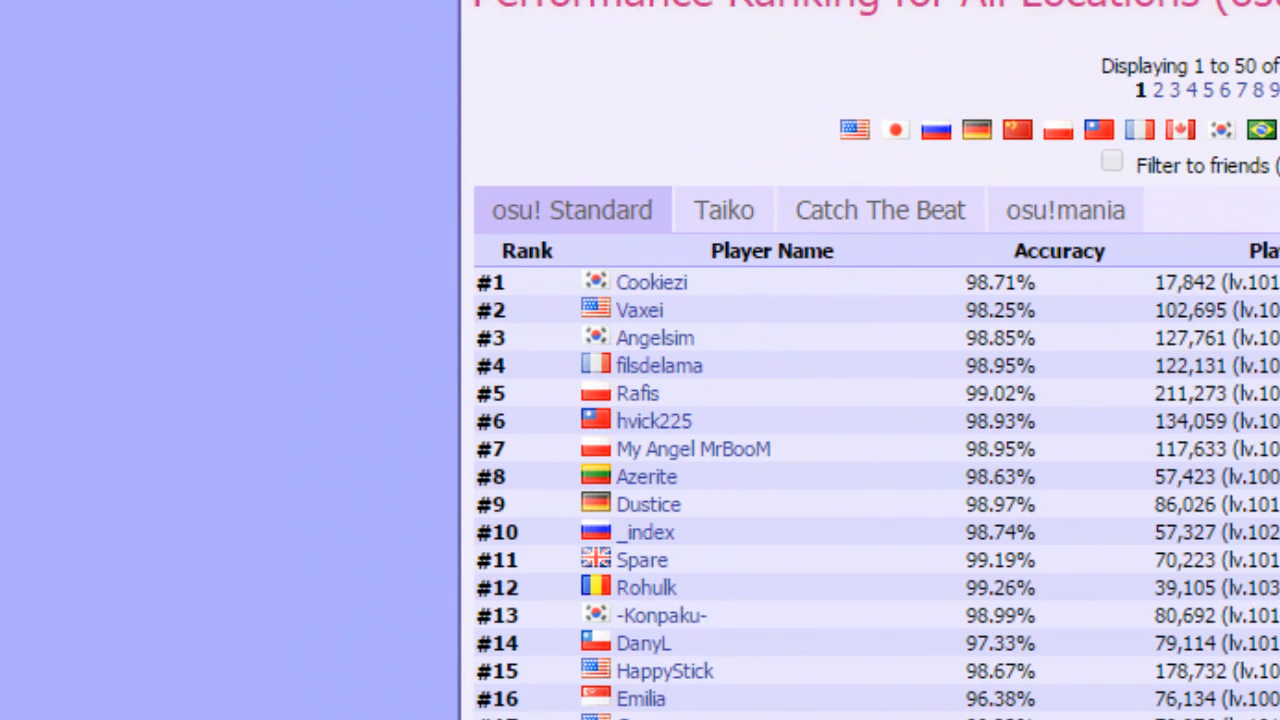 Performance Ranking for All Locations (osu
Displaying 1 to 50 of
1 2 3 4 5 6 7 8 9
Filter to friends (
osu! Standard Taiko Catch The Beat osu!mania
Rank Player Name Accuracy Pla
#1 Cookiezi 98.71% 17,842 (lv.101
#2 Vaxei 98.25% 102,695 (lv.10
#3 Angelsim 98.85% 127,761 (lv.10
#4 filsdelama 98.95% 122,131 (lv.10
#5 Rafis 99.02% 211,273 (lv.10
#6 hvick225 98.93% 134,059 (lv.10
#7 My Angel MrBooM 98.95% 117,633 (lv.10
#8 Azerite 98.63% 57,423 (lv.100
#9 Dustice 98.97% 86,026 (lv.101
#10 _index 98.74% 57,327 (lv.102
#11 Spare 99.19% 70,223 (lv.101
#12 Rohulk 99.26% 39,105 (lv.103
#13 -Konpaku- 98.99% 80,692 (lv.101
#14 DanyL 97.33% 79,114 (lv.101
#15 HappyStick 98.67% 178,732 (lv.10
#16 Emilia 96.38% 76,134 (lv.100